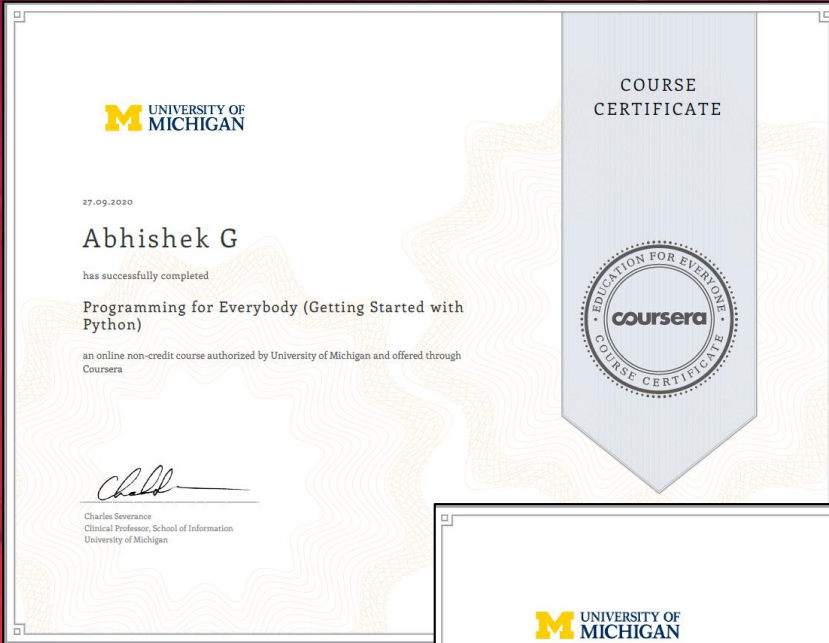 UNIVERSITY OF
MICHIGAN
27.09.2020
Abhishek G
has successfully completed
Programming for Everybody (Getting Started with
Python)
an online non-credit course authorized by University of Michigan and offered through
Coursera
Charles Severance
Clinical Professor, School of Information
University of Michigan
COURSE
CERTIFICATE
EDUCATION FOR EVERYONE
coursera
COURSE CERTIFICATE
UNIVERSITY OF
MICHIGAN